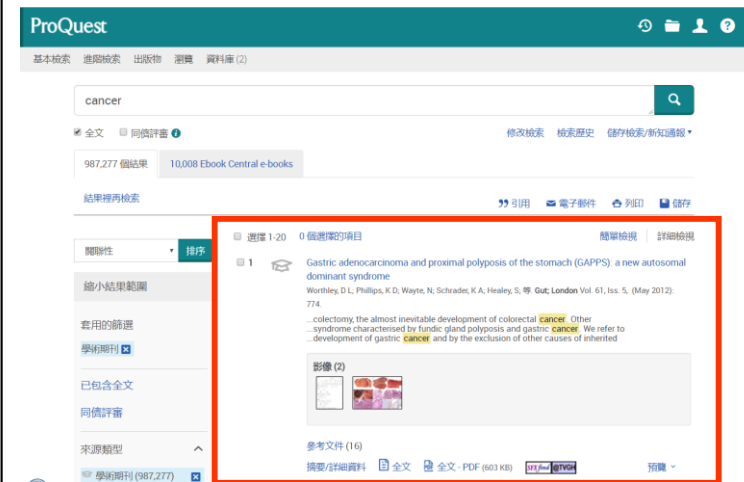 ProQuest
基本檢索 進階檢索 出版物 瀏覽 資料庫 (2)
cancer
全文 同儕評審
修改檢索 檢索歷史 儲存檢索/新知通報
987,277 個結果 10,008 Ebook Central e-books
結果裡再檢索
引用 電子郵件 列印 儲存
關聯性 排序
選擇 1-20 0 個選擇的項目 簡單檢視 詳細檢視
1 Gastric adenocarcinoma and proximal polyposis of the stomach (GAPPS): a new autosomal
dominant syndrome
Worthley, D L; Phillips, K D; Wayte, N; Schrader, K A; Healey, S; 等. Gut; London Vol. 61, Iss. 5, (May 2012):
774.
...colectomy, the almost inevitable development of colorectal cancer. Other
...syndrome characterised by fundic gland polyposis and gastric cancer. We refer to
...development of gastric cancer and by the exclusion of other causes of inherited
影像 (2)
參考文件 (16)
摘要/詳細資料 全文 全文 - PDF (603 KB) SFX find @TVGH 預覽
縮小結果範圍
套用的篩選
學術期刊
已包含全文
同儕評審
來源類型
學術期刊 (987,277)